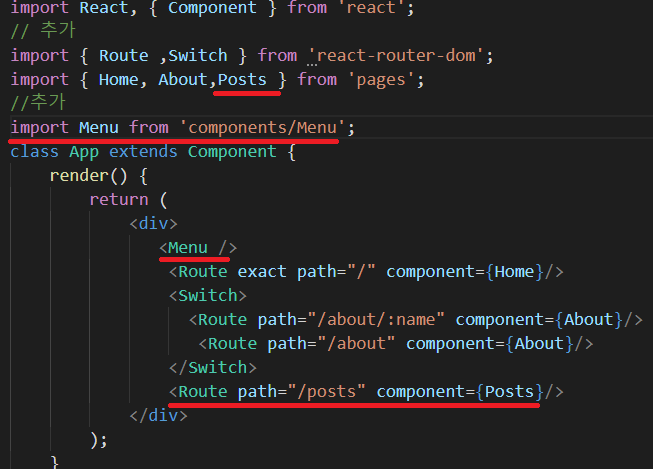 import React, { Component } from 'react';
// 추가
import { Route ,Switch } from 'react-router-dom';
import { Home, About,Posts } from 'pages';
//추가
import Menu from 'components/Menu';
class App extends Component {
    render() {
        return (
            <div>
               <Menu />
                <Route exact path="/" component={Home}/>
                <Switch>
                  <Route path="/about/:name" component={About}/>
                   <Route path="/about" component={About}/>
                </Switch>
                <Route path="/posts" component={Posts}/>
            </div>
        );
    }